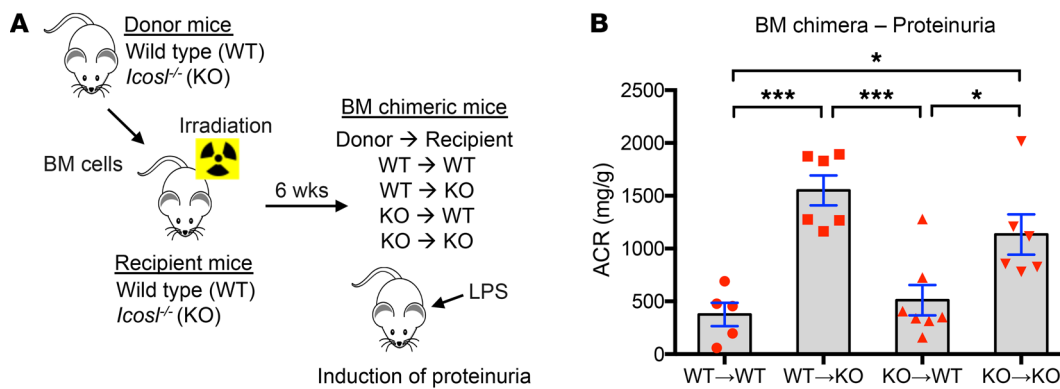 A
Donor mice
Wild type (WT)
Icosl-/- (KO)
BM cells
Irradiation
6 wks
Recipient mice
Wild type (WT)
Icosl-/- (KO)
BM chimeric mice
Donor → Recipient
WT → WT
WT → KO
KO → WT
KO → KO
LPS
Induction of proteinuria
B
BM chimera – Proteinuria
*
*** *** *
ACR (mg/g)
2500
2000
1500
1000
500
0
WT→WT WT→KO KO→WT KO→KO